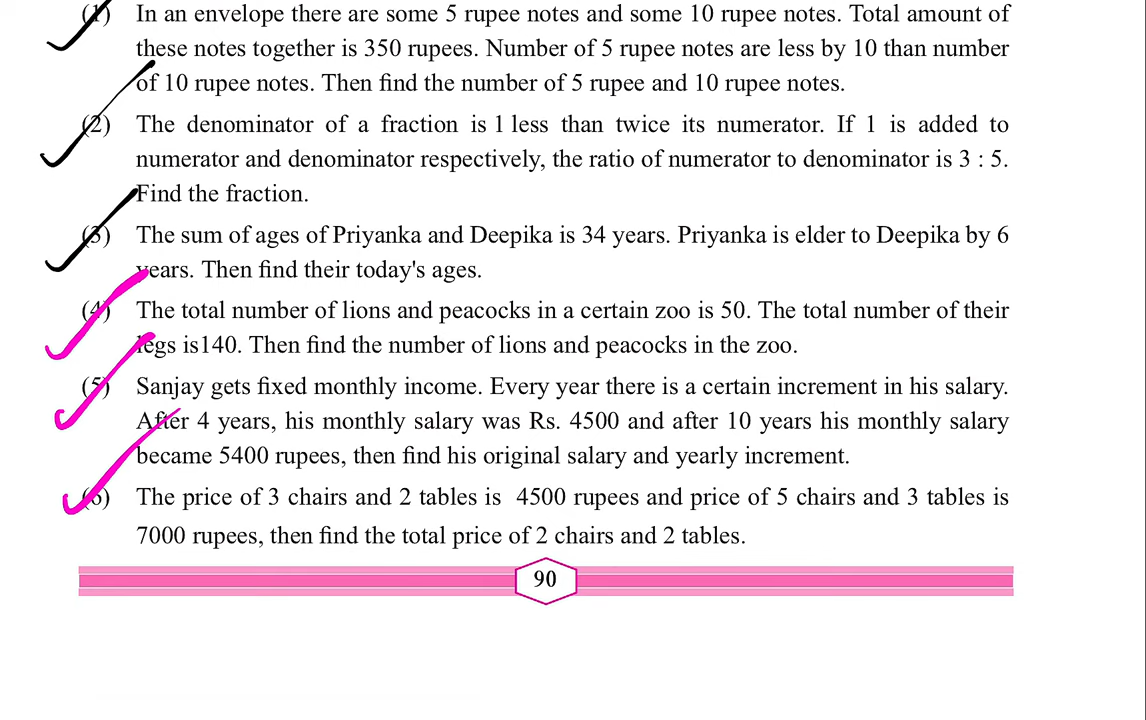 (1) In an envelope there are some 5 rupee notes and some 10 rupee notes. Total amount of
these notes together is 350 rupees. Number of 5 rupee notes are less by 10 than number
of 10 rupee notes. Then find the number of 5 rupee and 10 rupee notes.
(2) The denominator of a fraction is 1 less than twice its numerator. If 1 is added to
numerator and denominator respectively, the ratio of numerator to denominator is 3 : 5.
Find the fraction.
(3) The sum of ages of Priyanka and Deepika is 34 years. Priyanka is elder to Deepika by 6
years. Then find their today's ages.
(4) The total number of lions and peacocks in a certain zoo is 50. The total number of their
legs is140. Then find the number of lions and peacocks in the zoo.
(5) Sanjay gets fixed monthly income. Every year there is a certain increment in his salary.
After 4 years, his monthly salary was Rs. 4500 and after 10 years his monthly salary
became 5400 rupees, then find his original salary and yearly increment.
(6) The price of 3 chairs and 2 tables is 4500 rupees and price of 5 chairs and 3 tables is
7000 rupees, then find the total price of 2 chairs and 2 tables.
90